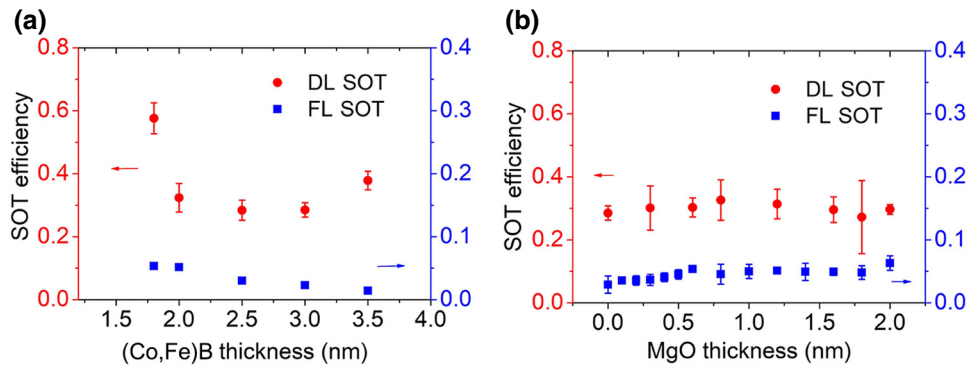 (a)
0.8
0.6
0.4
0.2
0.0
SOT efficiency
DL SOT
FL SOT
0.4
0.3
0.2
0.1
0.0
1.5 2.0 2.5 3.0 3.5 4.0
(Co,Fe)B thickness (nm)
(b)
0.8
0.6
0.4
0.2
0.0
SOT efficiency
DL SOT
FL SOT
0.4
0.3
0.2
0.1
0.0
0.0 0.5 1.0 1.5 2.0
MgO thickness (nm)